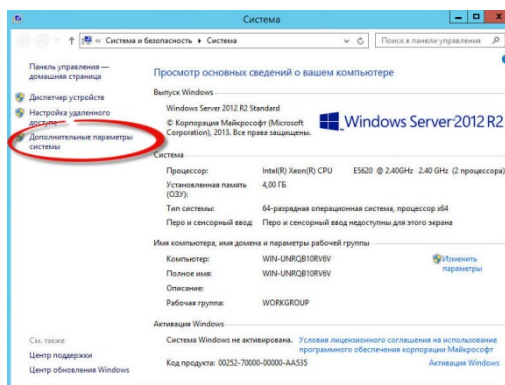 Система
« Система и безопасность ▸ Система
Поиск в панели управления
Панель управления —
домашняя страница
Диспетчер устройств
Настройка удаленного
доступа
Дополнительные параметры
системы
См. также
Центр поддержки
Центр обновления Windows
Просмотр основных сведений о вашем компьютере
Выпуск Windows
Windows Server 2012 R2 Standard
© Корпорация Майкрософт (Microsoft
Corporation), 2013. Все права защищены.
Windows Server 2012 R2
Система
Процессор: Intel(R) Xeon(R) CPU E5620 @ 2.40GHz 2.40 GHz (2 процессора)
Установленная память 4,00 ГБ
(ОЗУ):
Тип системы: 64-разрядная операционная система, процессор x64
Перо и сенсорный ввод: Перо и сенсорный ввод недоступны для этого экрана
Имя компьютера, имя домена и параметры рабочей группы
Компьютер: WIN-UNRQB10RV6V Изменить
параметры
Полное имя: WIN-UNRQB10RV6V
Описание:
Рабочая группа: WORKGROUP
Активация Windows
Система Windows не активирована. Условия лицензионного соглашения на использование
программного обеспечения корпорации Майкрософт
Код продукта: 00252-70000-00000-AA535 Активация Windows